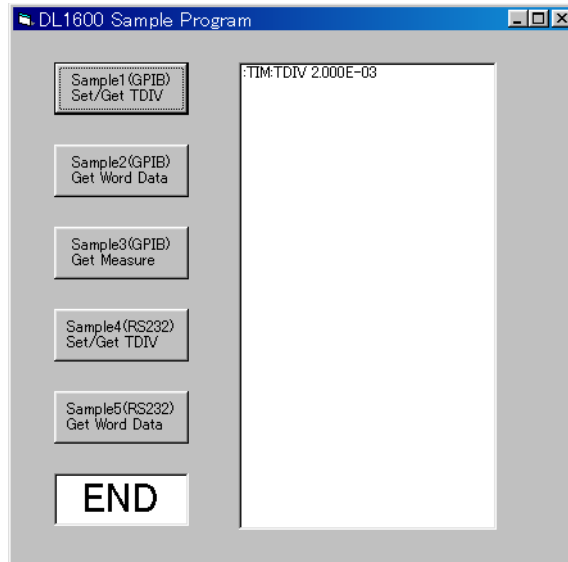 DL1600 Sample Program
Sample1(GPIB)
Set/Get TDIV
Sample2(GPIB)
Get Word Data
Sample3(GPIB)
Get Measure
Sample4(RS232)
Set/Get TDIV
Sample5(RS232)
Get Word Data
END
:TIM:TDIV 2.000E-03